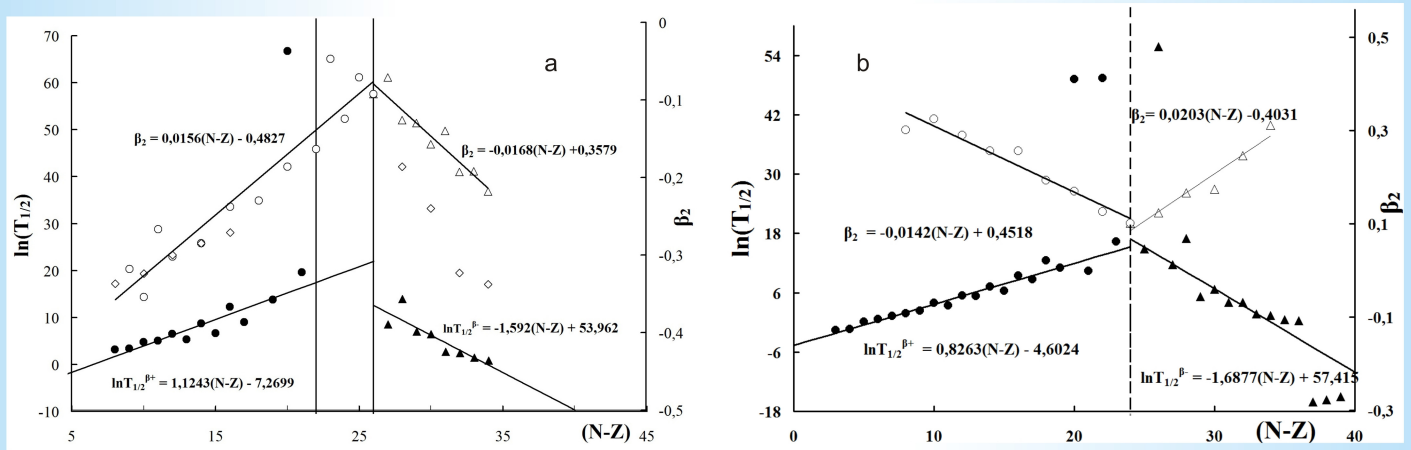 a
ln(T1/2)
70
60
50
40
30
20
10
0
-10
5
15
25
35
45
(N-Z)
0
-0,1
-0,2
-0,3
-0,4
-0,5
β2
β2 = 0,0156(N-Z) - 0,4827
β2 = -0,0168(N-Z) +0,3579
lnT1/2β- = -1,592(N-Z) + 53,962
lnT1/2β+ = 1,1243(N-Z) - 7,2699
b
ln(T1/2)
54
42
30
18
6
-6
-18
0
10
20
30
40
(N-Z)
0,5
0,3
0,1
-0,1
-0,3
β2
β2= 0,0203(N-Z) -0,4031
β2 = -0,0142(N-Z) + 0,4518
lnT1/2β+ = 0,8263(N-Z) - 4,6024
lnT1/2β- = -1,6877(N-Z) + 57,415